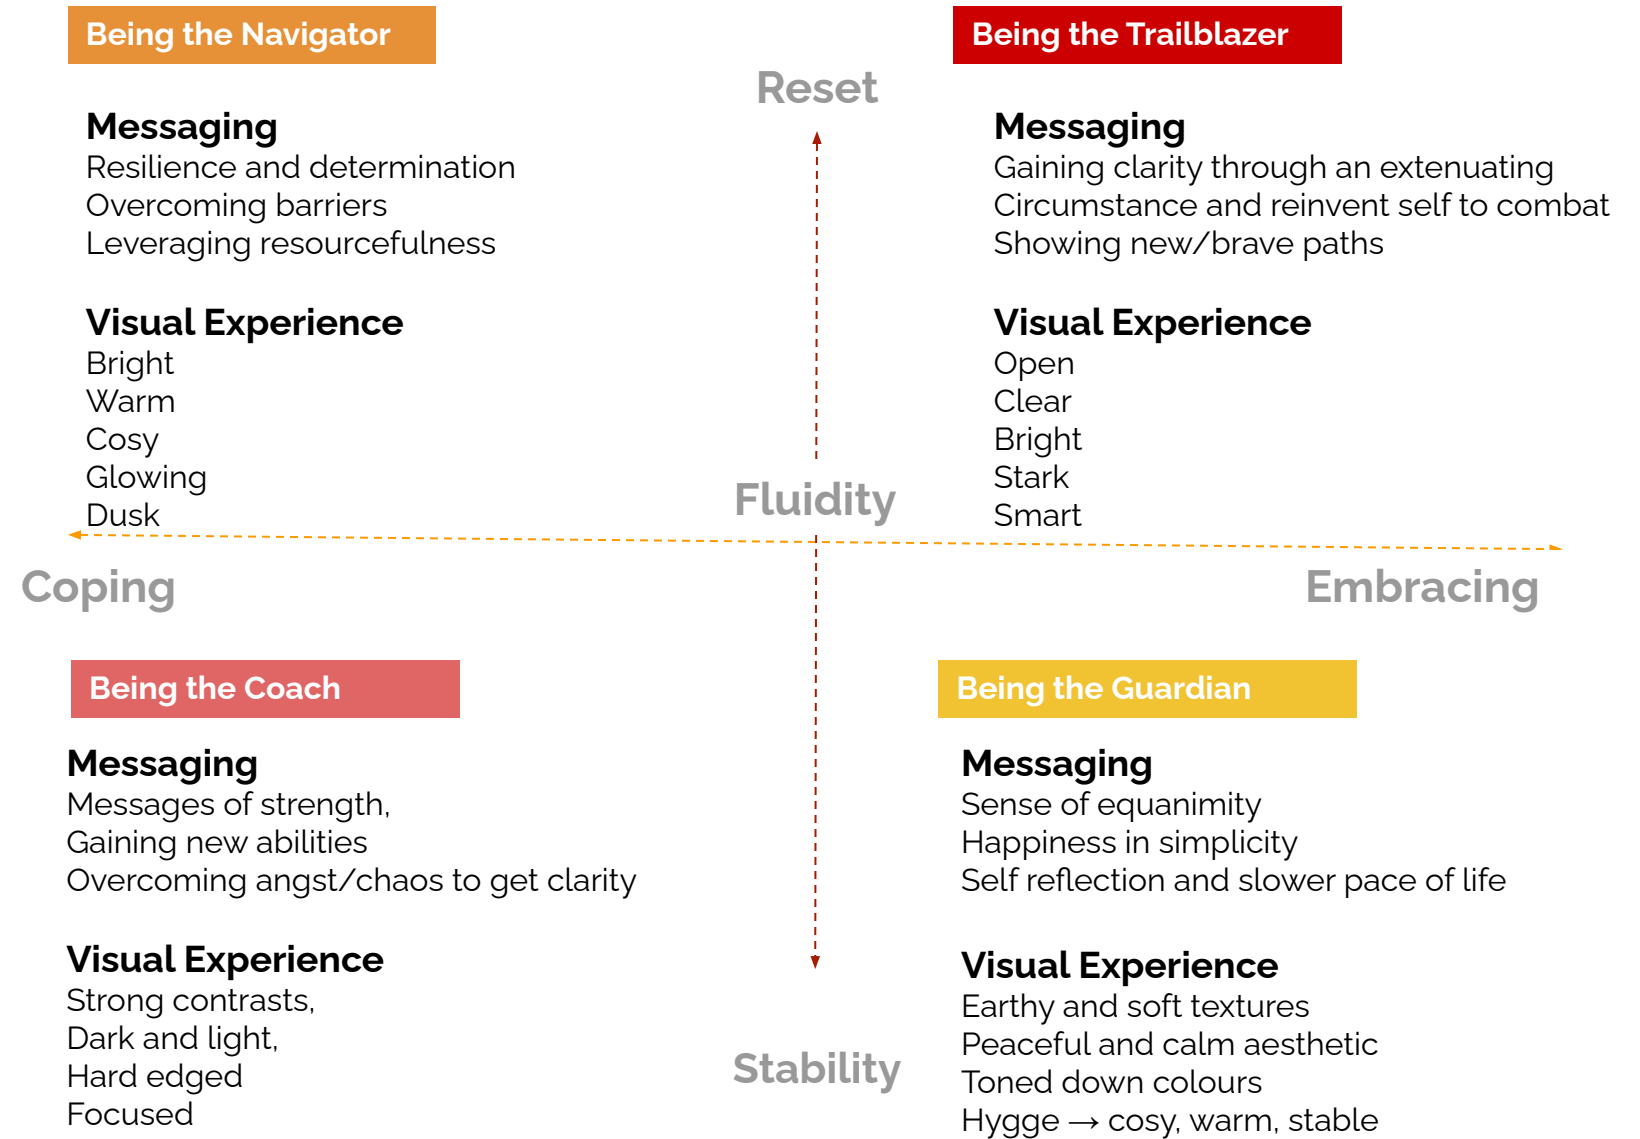 Being the Navigator
Messaging
Resilience and determination
Overcoming barriers
Leveraging resourcefulness
Visual Experience
Bright
Warm
Cosy
Glowing
Dusk
Reset
Fluidity
Being the Trailblazer
Messaging
Gaining clarity through an extenuating
Circumstance and reinvent self to combat
Showing new/brave paths
Visual Experience
Open
Clear
Bright
Stark
Smart
Coping
Embracing
Being the Coach
Messaging
Messages of strength,
Gaining new abilities
Overcoming angst/chaos to get clarity
Visual Experience
Strong contrasts,
Dark and light,
Hard edged
Focused
Stability
Being the Guardian
Messaging
Sense of equanimity
Happiness in simplicity
Self reflection and slower pace of life
Visual Experience
Earthy and soft textures
Peaceful and calm aesthetic
Toned down colours
Hygge → cosy, warm, stable